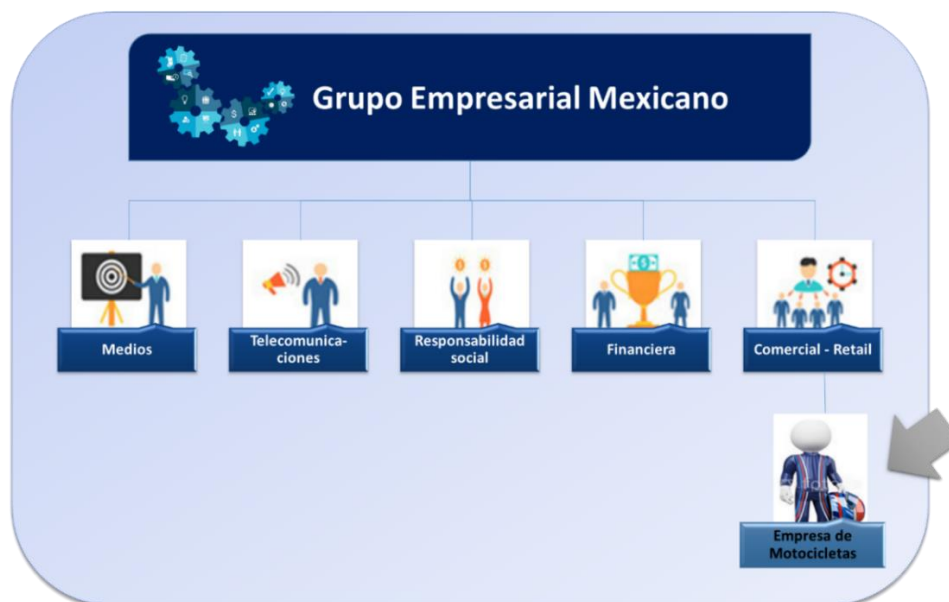 Grupo Empresarial Mexicano
Medios
Telecomunica-
ciones
Responsabilidad
social
Financiera
Comercial - Retail
Empresa de
Motocicletas